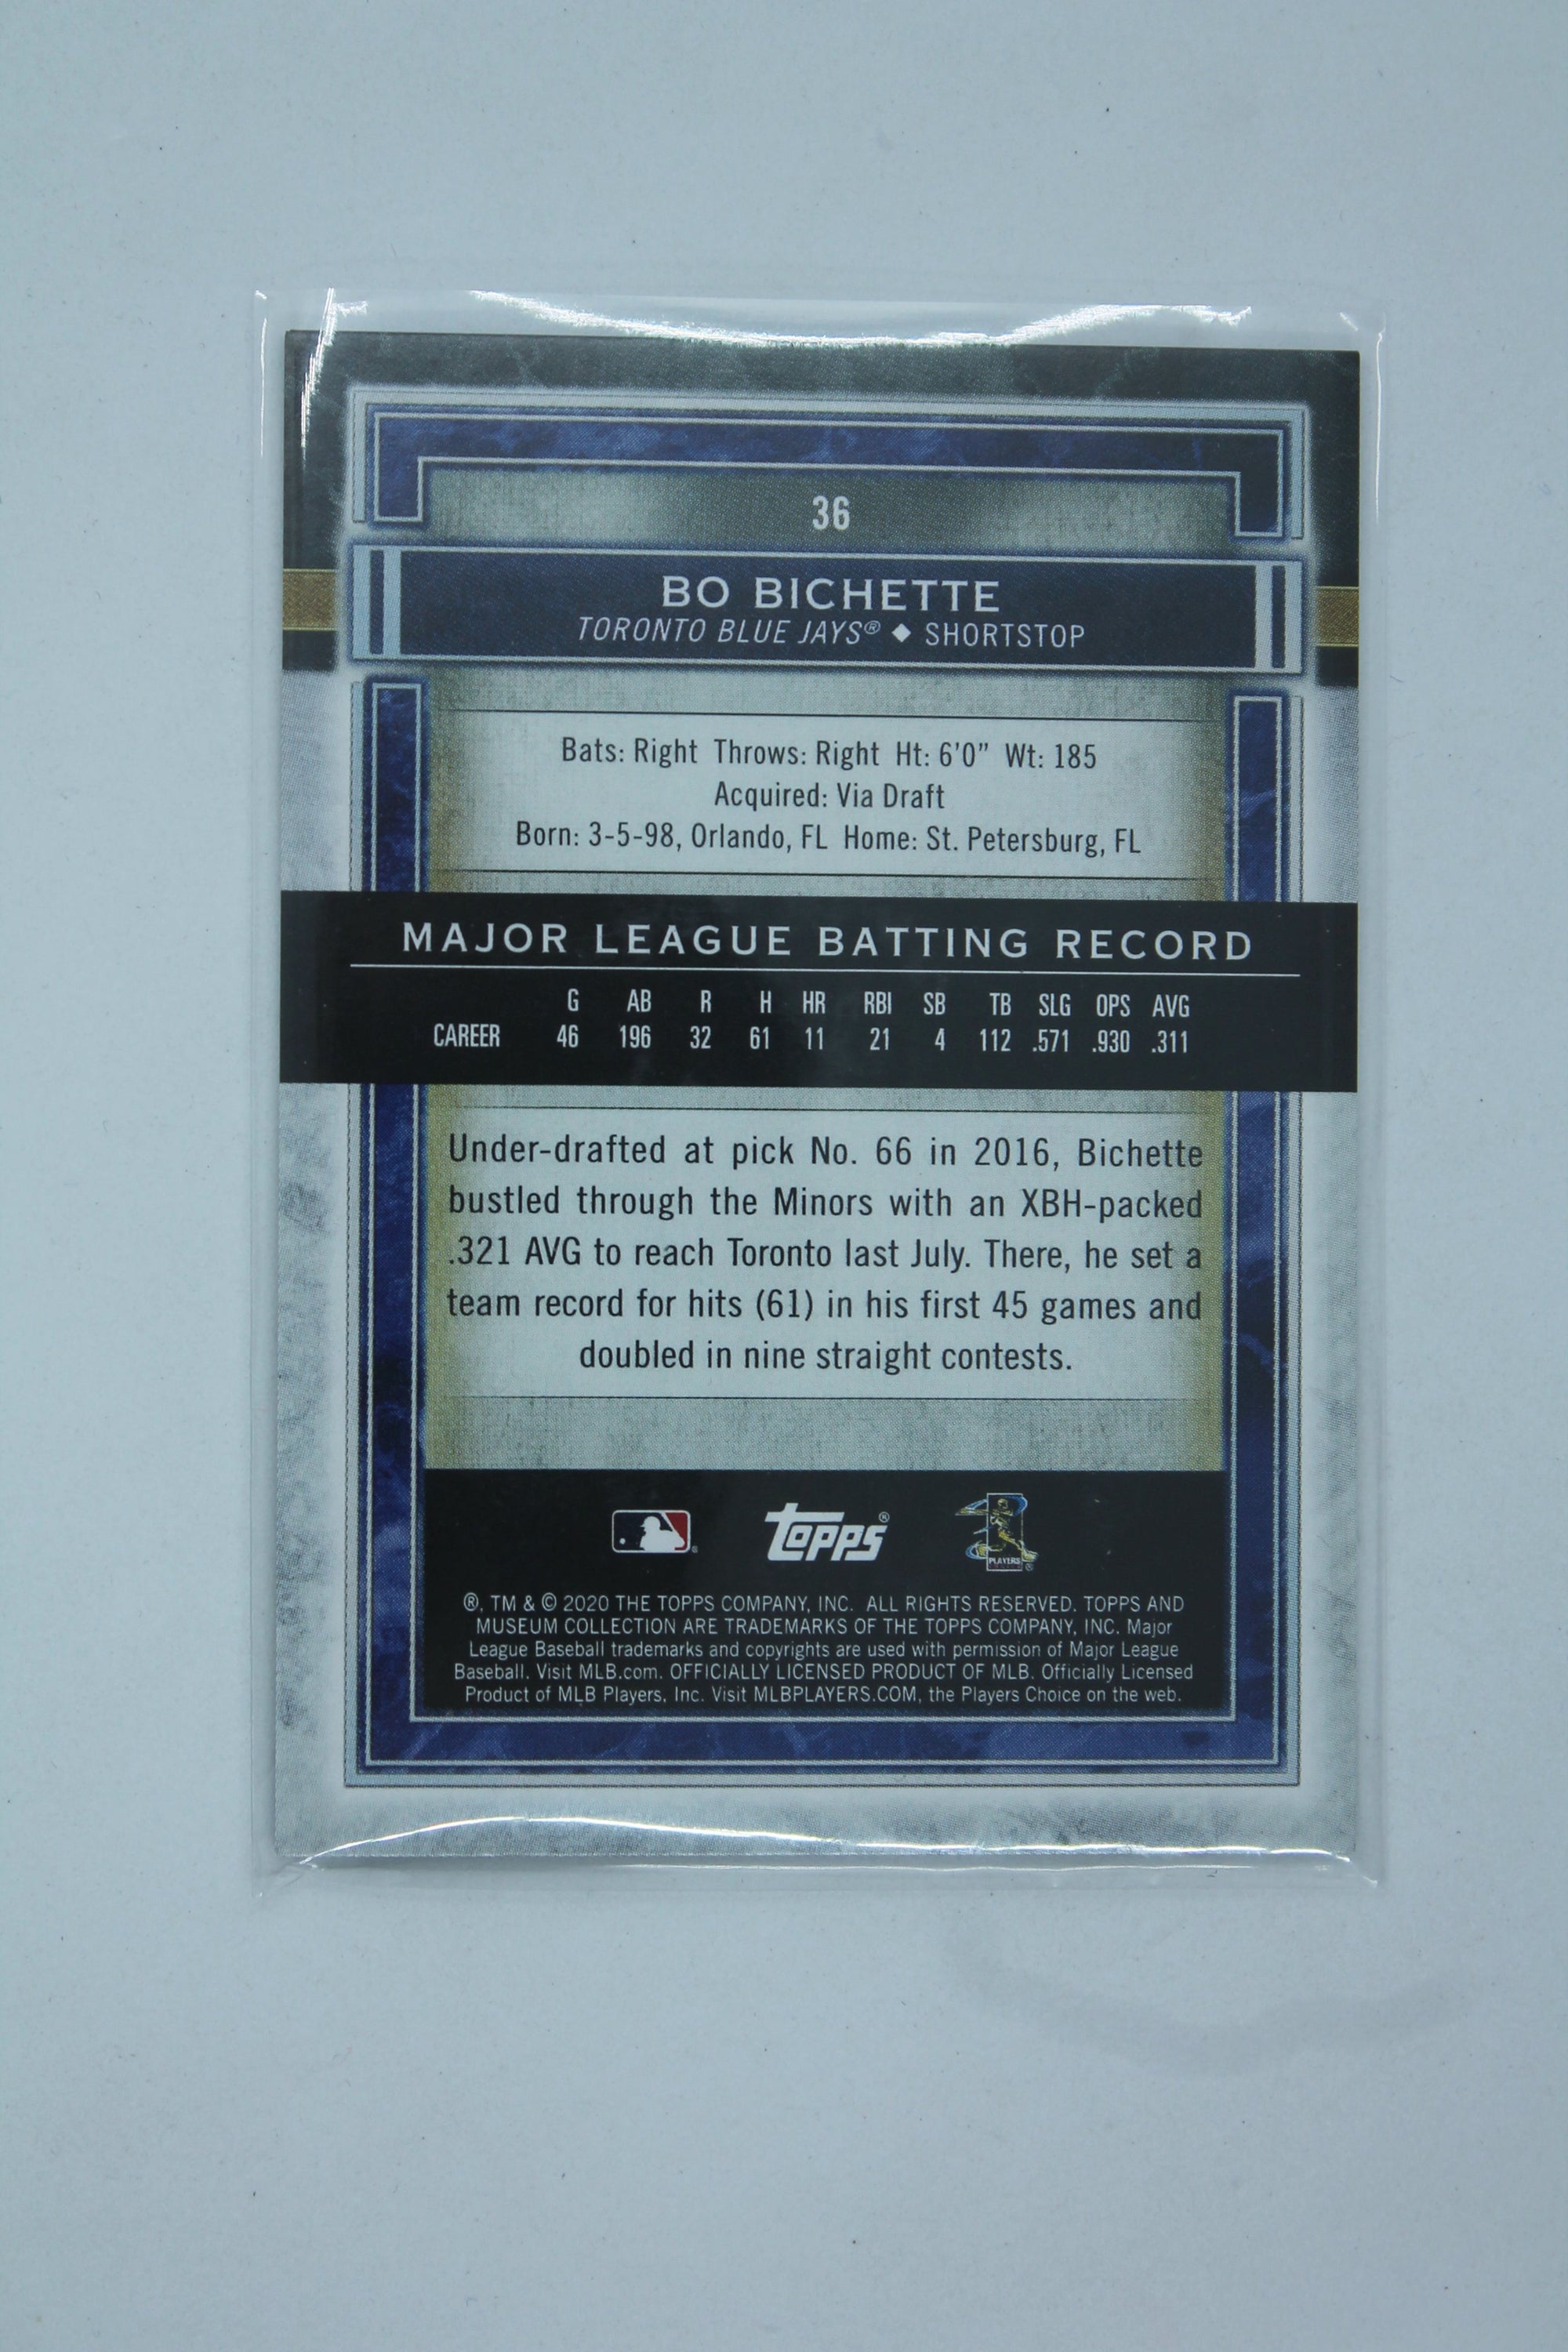 36
BO BICHETTE
TORONTO BLUE JAYS® ◆ SHORTSTOP
Bats: Right Throws: Right Ht: 6'0" Wt: 185
Acquired: Via Draft
Born: 3-5-98, Orlando, FL Home: St. Petersburg, FL
MAJOR LEAGUE BATTING RECORD
G AB R H HR RBI SB TB SLG OPS AVG
CAREER 46 196 32 61 11 21 4 112 .571 .930 .311
Under-drafted at pick No. 66 in 2016, Bichette
bustled through the Minors with an XBH-packed
.321 AVG to reach Toronto last July. There, he set a
team record for hits (61) in his first 45 games and
doubled in nine straight contests.
Topps®
PLAYERS
®, TM & © 2020 THE TOPPS COMPANY, INC. ALL RIGHTS RESERVED. TOPPS AND
MUSEUM COLLECTION ARE TRADEMARKS OF THE TOPPS COMPANY, INC. Major
League Baseball trademarks and copyrights are used with permission of Major League
Baseball. Visit MLB.com. OFFICIALLY LICENSED PRODUCT OF MLB. Officially Licensed
Product of MLB Players, Inc. Visit MLBPLAYERS.COM, the Players Choice on the web.